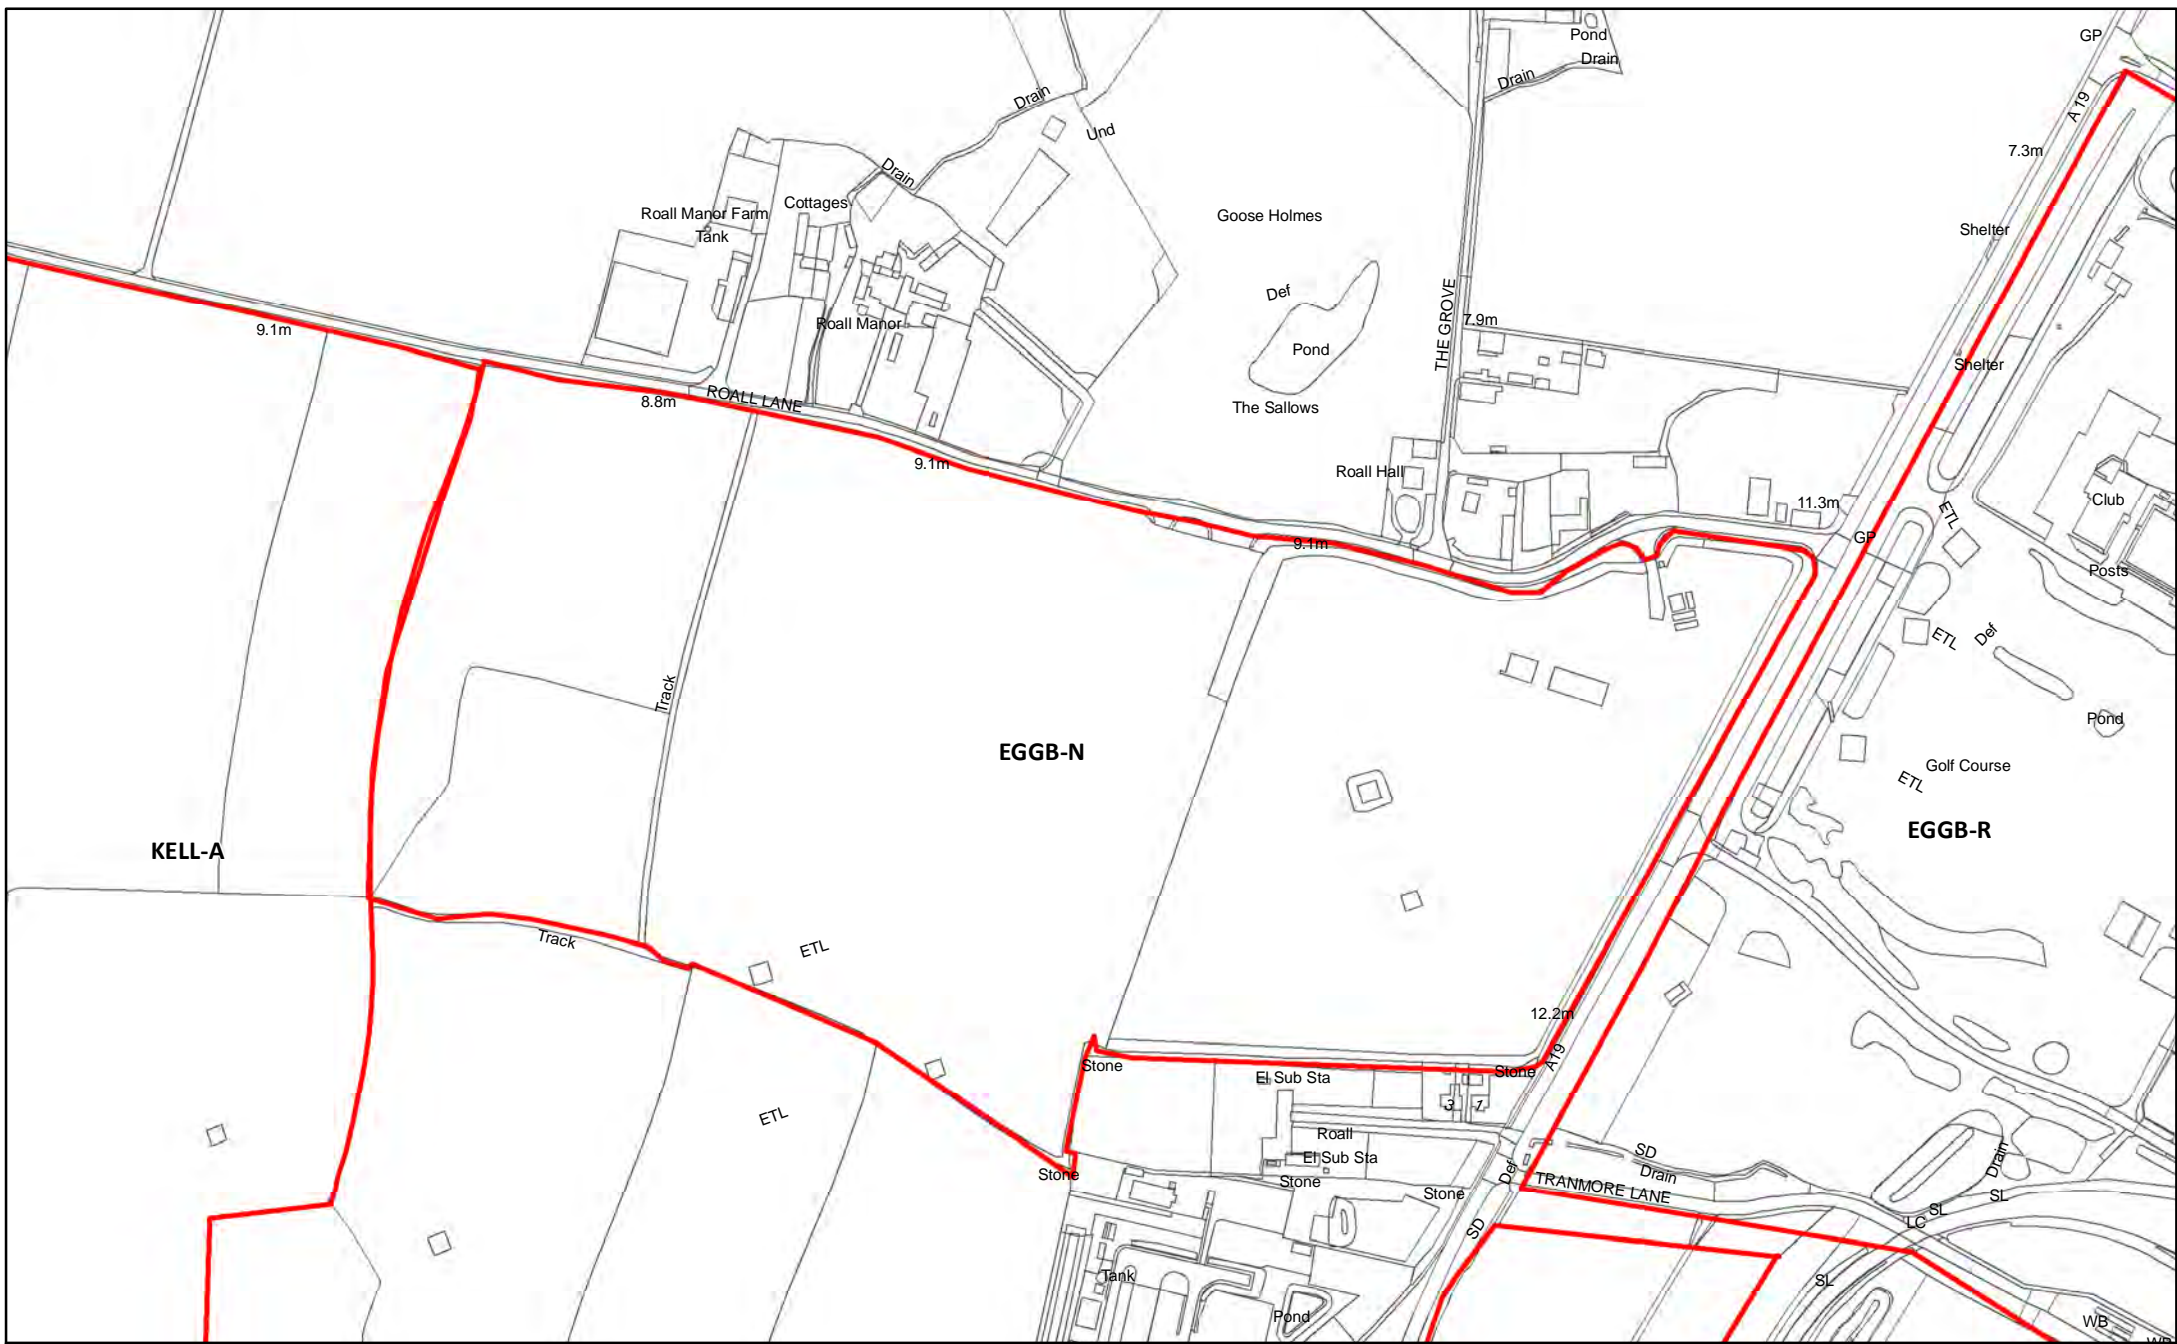 GP
Pond
Drain
Drain
Drain
A 19
Und
7.3m
Drain
Cottages
Roall Manor Farm
Goose Holmes
Tank
Shelter
Def
THE GROVE
7.9m
Roall Manor
9.1m
Pond
Shelter
ROALL LANE
8.8m
The Sallows
9.1m
Roall Hall
Club
11.3m
ETL
GP
9.1m
Posts
Def
ETL
Track
Pond
EGGB-N
Golf Course
ETL
EGGB-R
KELL-A
Track
ETL
12.2m
A19
Stone
Stone
El Sub Sta
3
1
ETL
Roall
El Sub Sta
SD
Drain
Drain
Def
Stone
Stone
Stone
TRANMORE LANE
SL
SL
LC
SD
Tank
SL
Pond
WB